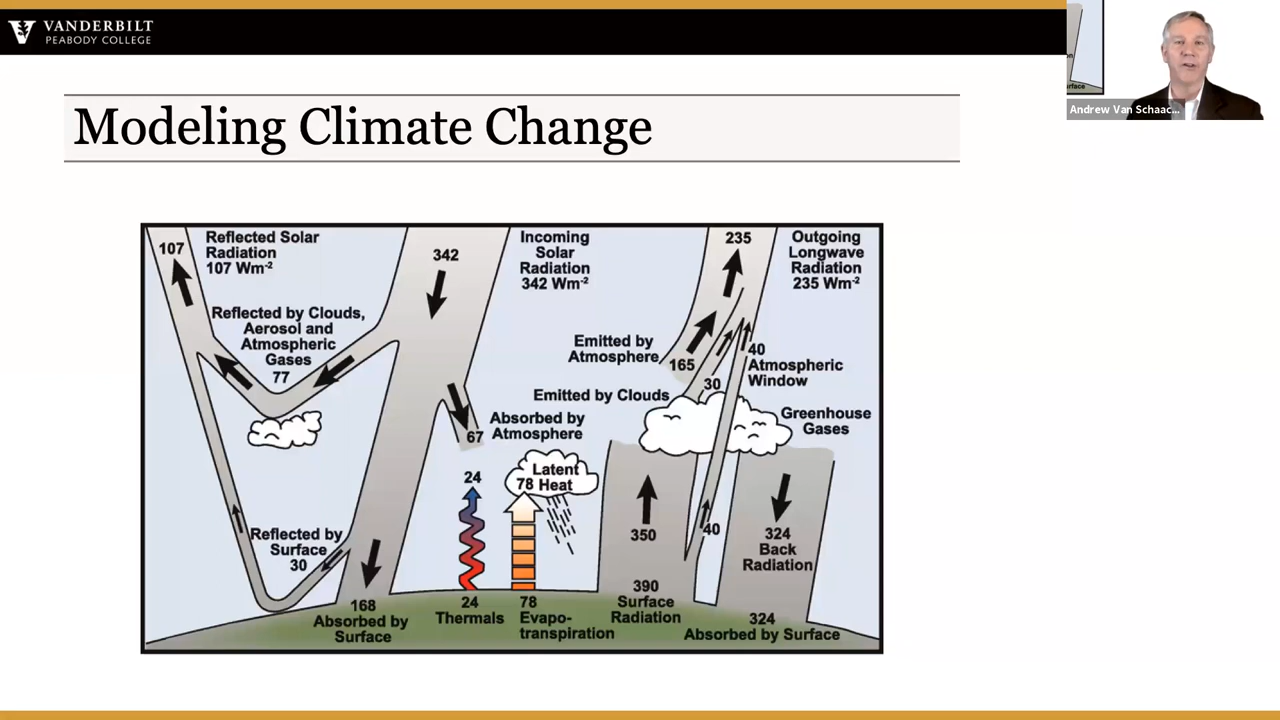 VANDERBILT
PEABODY COLLEGE
Andrew Van Schaac...
Modeling Climate Change
107
Reflected Solar
Radiation
107 Wm-2
342
Incoming
Solar
Radiation
342 Wm-2
235
Outgoing
Longwave
Radiation
235 Wm-2
Reflected by Clouds,
Aerosol and
Atmospheric
Gases
77
Emitted by
Atmosphere
165
40
Atmospheric
Window
30
Emitted by Clouds
Greenhouse
Gases
Absorbed by
67 Atmosphere
24
Latent
78 Heat
Reflected by
Surface
30
350
40
324
Back
Radiation
168
Absorbed by
Surface
24
Thermals
78
Evapo-
transpiration
390
Surface
Radiation
324
Absorbed by Surface